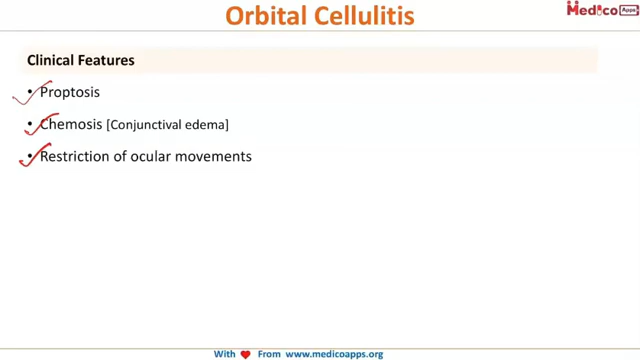 Orbital Cellulitis
Medico Apps
Clinical Features
• Proptosis
• Chemosis [Conjunctival edema]
• Restriction of ocular movements
With ❤ From www.medicoapps.org